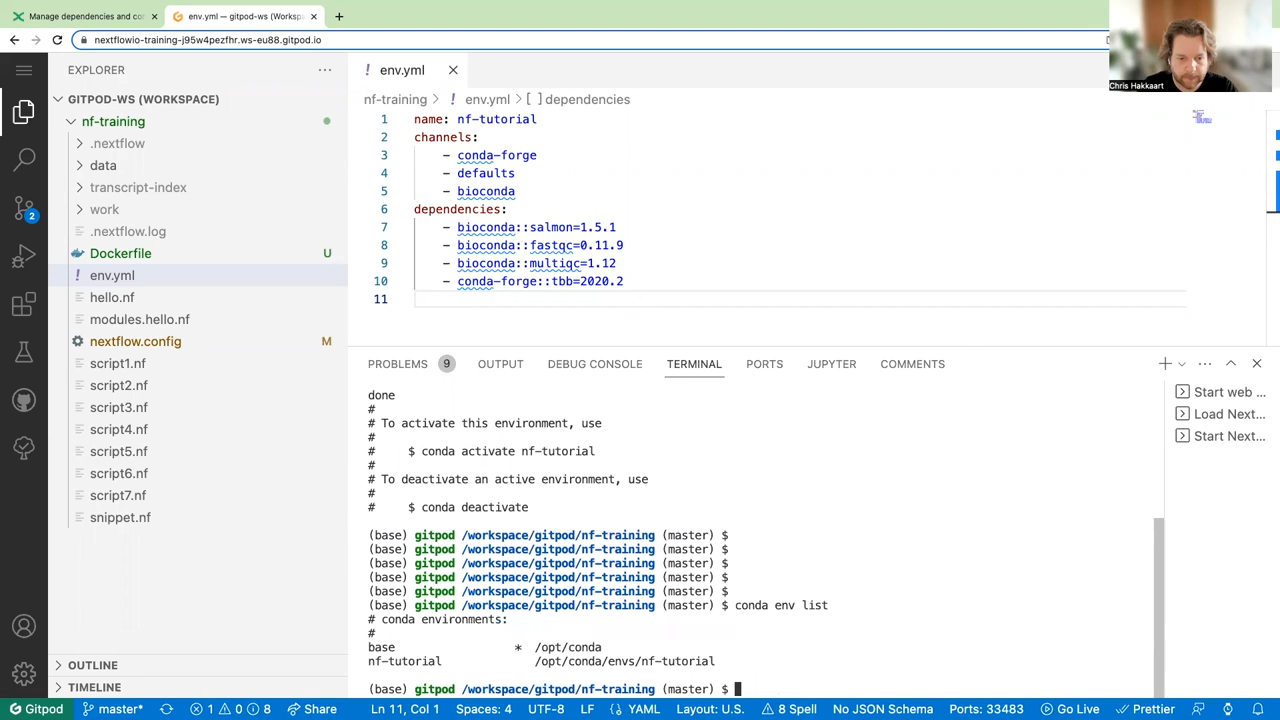 Manage dependencies and co
env.yml — gitpod-ws (Worksp
nextflowio-training-j95w4pezfhr.ws-eu88.gitpod.io
Chris Hakkaart
EXPLORER
GITPOD-WS (WORKSPACE)
nf-training
.nextflow
data
transcript-index
work
.nextflow.log
Dockerfile U
env.yml
hello.nf
modules.hello.nf
nextflow.config M
script1.nf
script2.nf
script3.nf
script4.nf
script5.nf
script6.nf
script7.nf
snippet.nf
OUTLINE
TIMELINE
2
! env.yml
nf-training > ! env.yml > [ ] dependencies
1 name: nf-tutorial
2 channels:
3 - conda-forge
4 - defaults
5 - bioconda
6 dependencies:
7 - bioconda::salmon=1.5.1
8 - bioconda::fastqc=0.11.9
9 - bioconda::multiqc=1.12
10 - conda-forge::tbb=2020.2
11
PROBLEMS 9 OUTPUT DEBUG CONSOLE TERMINAL PORTS JUPYTER COMMENTS
done
#
# To activate this environment, use
#
# $ conda activate nf-tutorial
#
# To deactivate an active environment, use
#
# $ conda deactivate
(base) gitpod /workspace/gitpod/nf-training (master) $
(base) gitpod /workspace/gitpod/nf-training (master) $
(base) gitpod /workspace/gitpod/nf-training (master) $
(base) gitpod /workspace/gitpod/nf-training (master) $
(base) gitpod /workspace/gitpod/nf-training (master) $
(base) gitpod /workspace/gitpod/nf-training (master) $ conda env list
# conda environments:
#
base * /opt/conda
nf-tutorial /opt/conda/envs/nf-tutorial
(base) gitpod /workspace/gitpod/nf-training (master) $
Start web ...
Load Next...
Start Next...
Gitpod master* 1 0 8 Share Ln 11, Col 1 Spaces: 4 UTF-8 LF YAML Layout: U.S. 8 Spell No JSON Schema Ports: 33483 Go Live Prettier